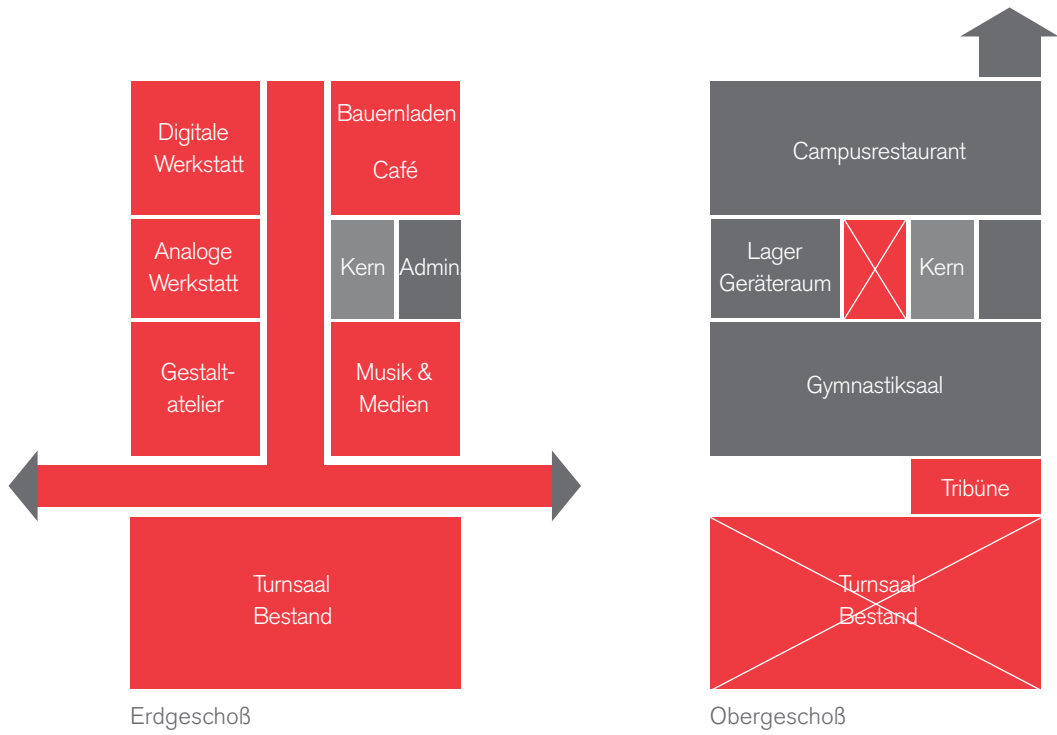 Digitale
Werkstatt
Bauernladen
Café
Analoge
Werkstatt
Kern
Admin.
Gestalt-
atelier
Musik &
Medien
Turnsaal
Bestand
Erdgeschoß
Campusrestaurant
Lager
Geräteraum
Kern
Gymnastiksaal
Tribüne
Turnsaal
Bestand
Obergeschoß